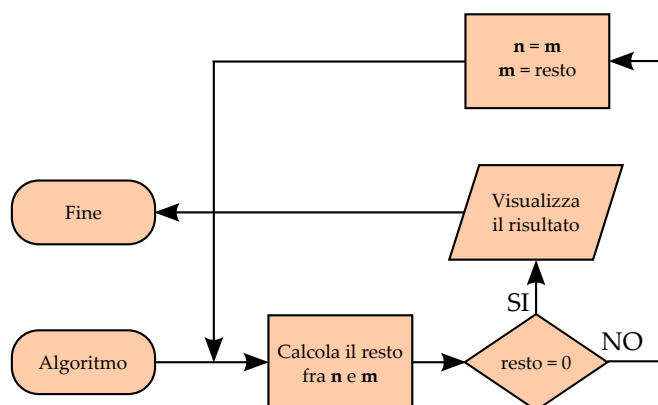 n = m
m = resto
Fine
Visualizza
il risultato
SI
NO
Algoritmo
Calcola il resto
fra n e m
resto = 0